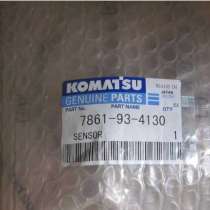 KOMATSU
GENUINE PARTS
PART NO.
PART NAME
QTY
7861-93-4130
SENSOR 1